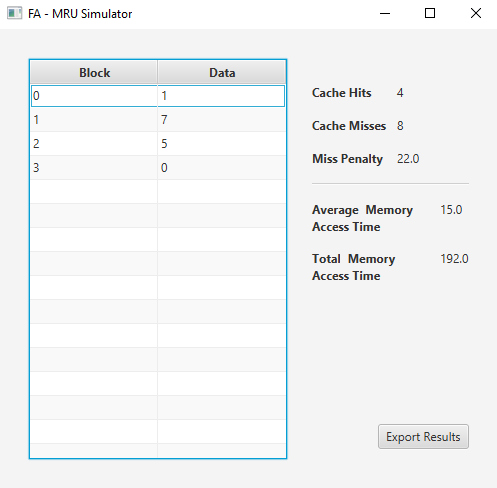 FA - MRU Simulator
Block Data
0 1
1 7
2 5
3 0
Cache Hits 4
Cache Misses 8
Miss Penalty 22.0
Average Memory 15.0
Access Time
Total Memory 192.0
Access Time
Export Results